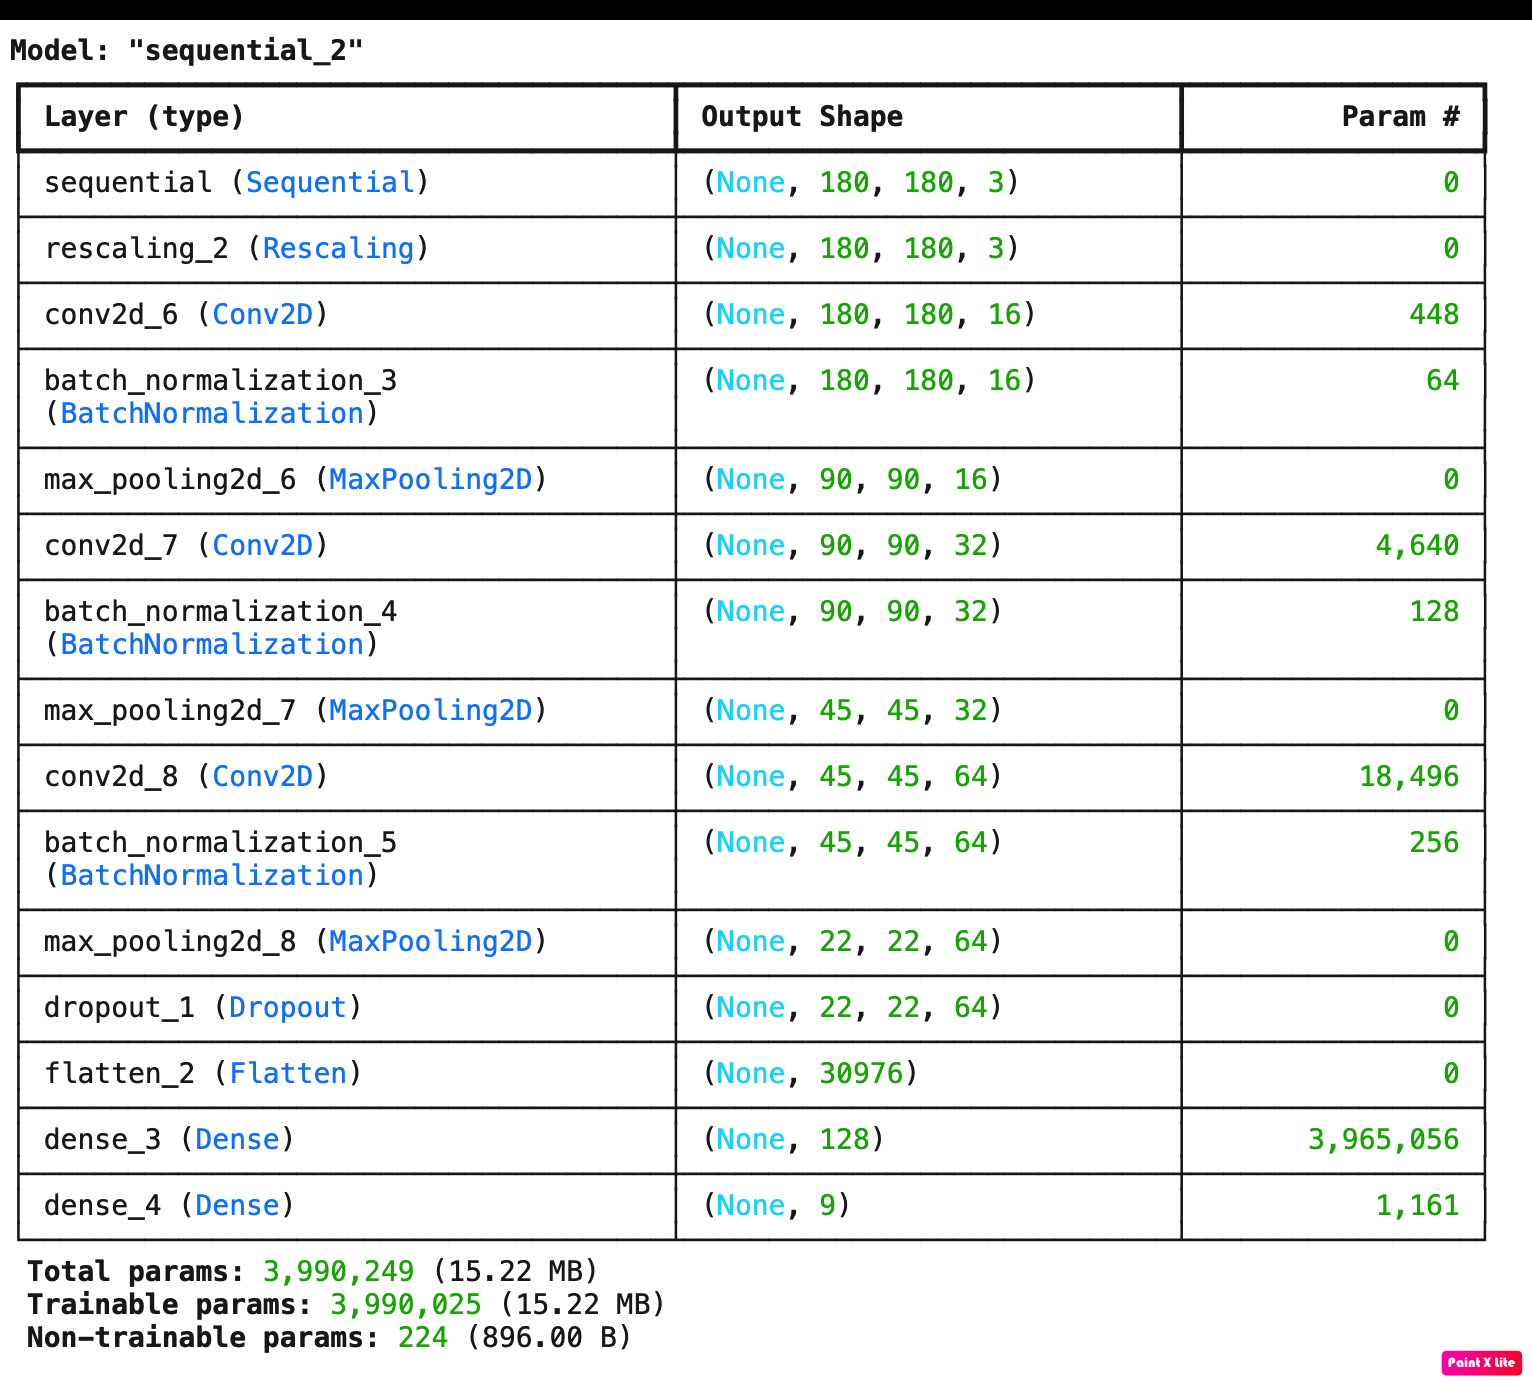 Model: "sequential_2"
Layer (type) Output Shape Param #
sequential (Sequential) (None, 180, 180, 3) 0
rescaling_2 (Rescaling) (None, 180, 180, 3) 0
conv2d_6 (Conv2D) (None, 180, 180, 16) 448
batch_normalization_3 (None, 180, 180, 16) 64
(BatchNormalization)
max_pooling2d_6 (MaxPooling2D) (None, 90, 90, 16) 0
conv2d_7 (Conv2D) (None, 90, 90, 32) 4,640
batch_normalization_4 (None, 90, 90, 32) 128
(BatchNormalization)
max_pooling2d_7 (MaxPooling2D) (None, 45, 45, 32) 0
conv2d_8 (Conv2D) (None, 45, 45, 64) 18,496
batch_normalization_5 (None, 45, 45, 64) 256
(BatchNormalization)
max_pooling2d_8 (MaxPooling2D) (None, 22, 22, 64) 0
dropout_1 (Dropout) (None, 22, 22, 64) 0
flatten_2 (Flatten) (None, 30976) 0
dense_3 (Dense) (None, 128) 3,965,056
dense_4 (Dense) (None, 9) 1,161
Total params: 3,990,249 (15.22 MB)
Trainable params: 3,990,025 (15.22 MB)
Non-trainable params: 224 (896.00 B)
Paint X Lite